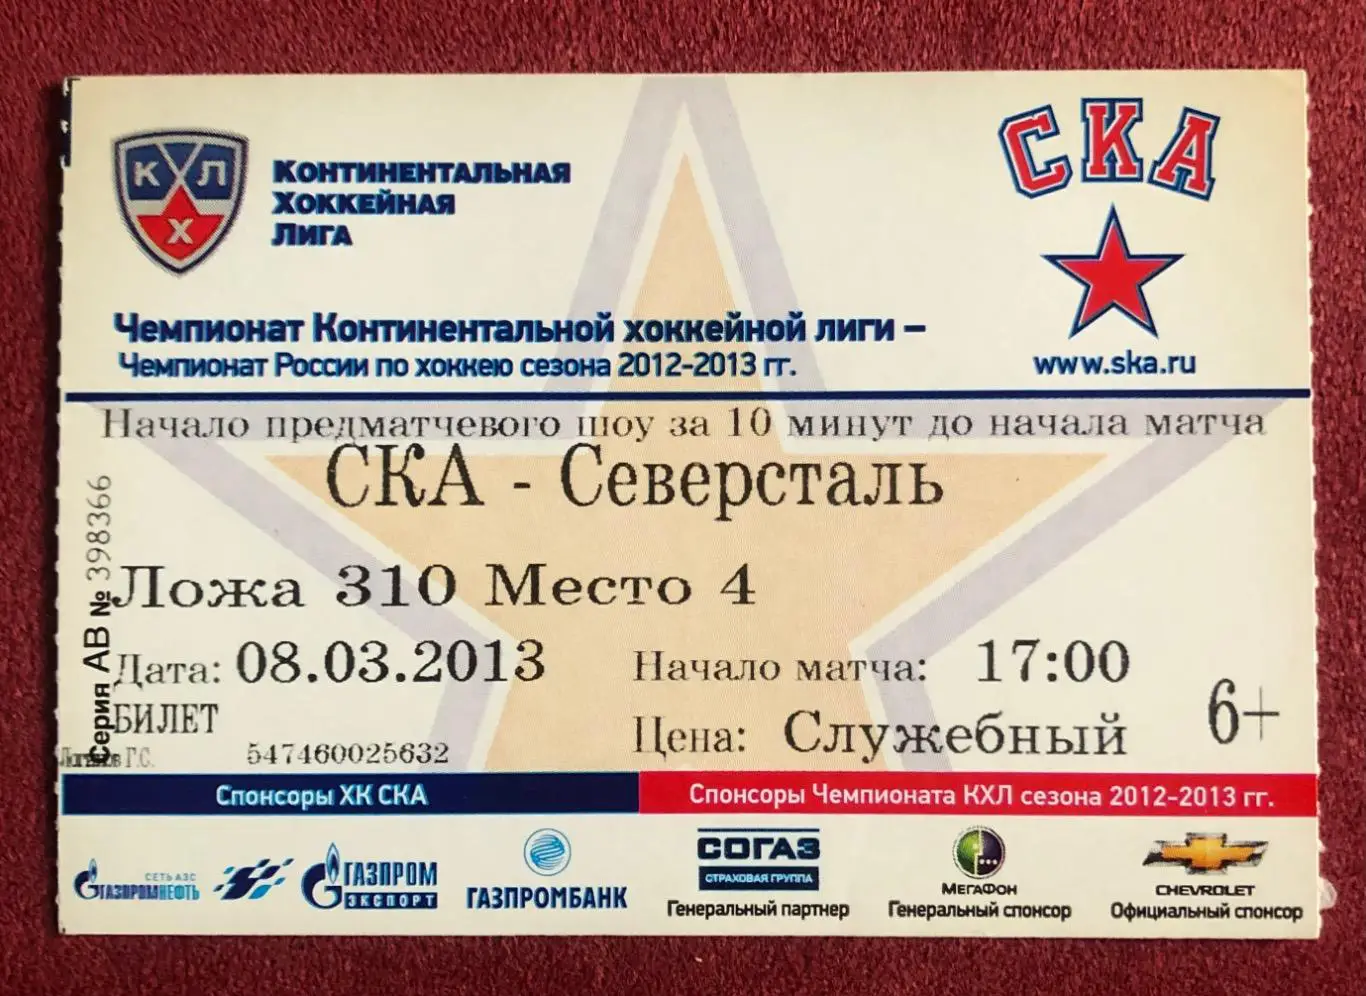 КХЛ
Х
Континентальная
Хоккейная
Лига
СКА
www.ska.ru
Чемпионат Континентальной хоккейной лиги –
Чемпионат России по хоккею сезона 2012-2013 гг.
Начало предматчевого шоу за 10 минут до начала матча
СКА - Северсталь
Серия АВ № 398366
Ложа 310 Место 4
Дата: 08.03.2013 Начало матча: 17:00
БИЛЕТ
Цена: Служебный
6+
Г.С. 547460025632
Спонсоры ХК СКА
Спонсоры Чемпионата КХЛ сезона 2012-2013 гг.
СЕТЬ АЗС
ГАЗПРОМНЕФТЬ
ГАЗПРОМ
ЭКСПОРТ
ГАЗПРОМБАНК
СОГАЗ
СТРАХОВАЯ ГРУППА
Генеральный партнер
МегаФон
Генеральный спонсор
CHEVROLET
Официальный спонсор